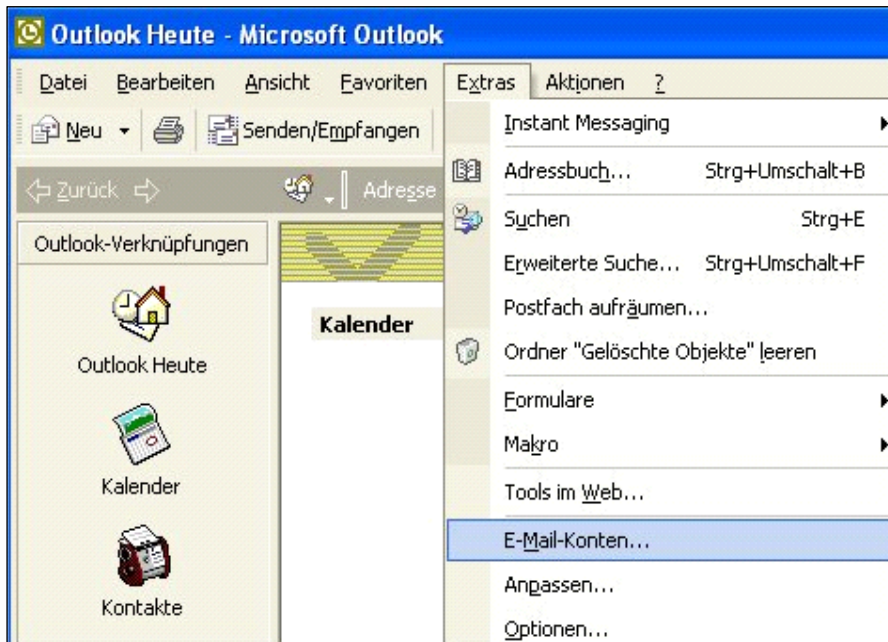 Outlook Heute - Microsoft Outlook
Datei Bearbeiten Ansicht Favoriten Extras Aktionen ?
Neu Senden/Empfangen
Zurück Adresse
Outlook-Verknüpfungen
Outlook Heute
Kalender
Kontakte
Kalender
Instant Messaging
Adressbuch... Strg+Umschalt+B
Suchen Strg+E
Erweiterte Suche... Strg+Umschalt+F
Postfach aufräumen...
Ordner "Gelöschte Objekte" leeren
Formulare
Makro
Tools im Web...
E-Mail-Konten...
Anpassen...
Optionen...